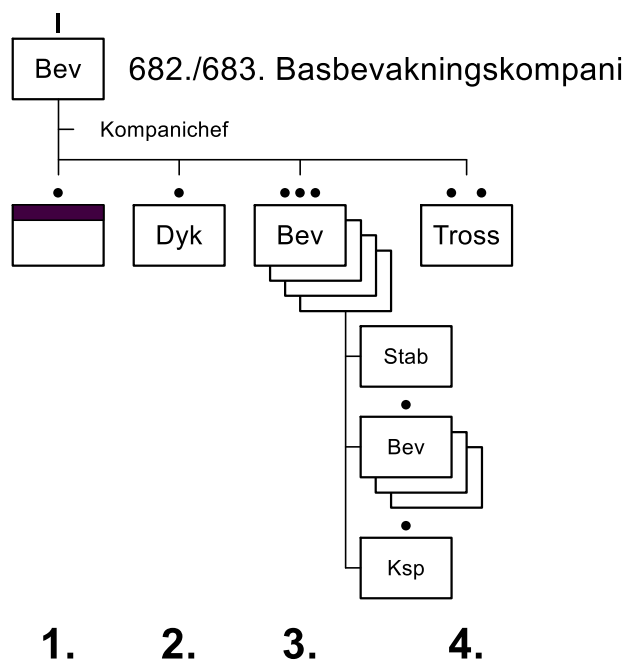 Bev
682./683. Basbevakningskompani
Kompanichef
Dyk
Bev
Tross
Stab
Bev
Ksp
1. 2. 3. 4.